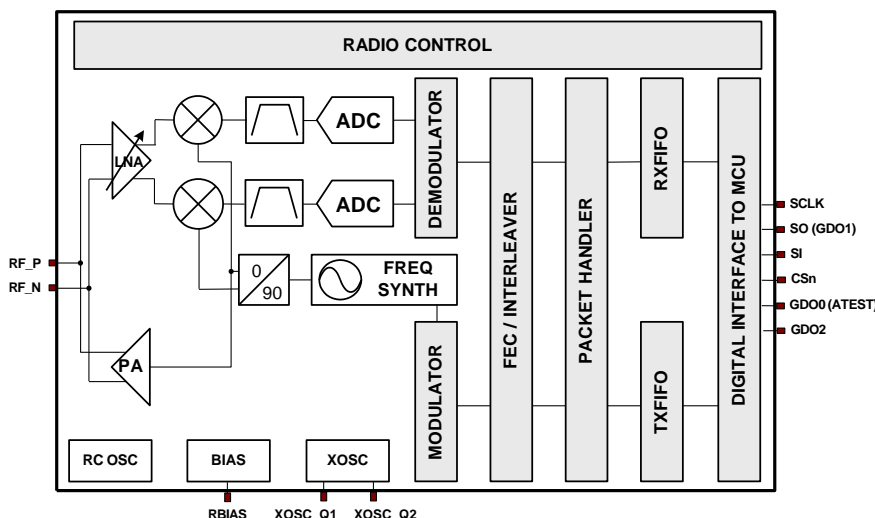 RADIO CONTROL
LNA
ADC
ADC
DEMODULATOR
FEC / INTERLEAVER
PACKET HANDLER
RXFIFO
DIGITAL INTERFACE TO MCU
SCLK
SO (GDO1)
SI
CSn
GDO0 (ATEST)
GDO2
RF_P
RF_N
0
90
FREQ
SYNTH
PA
MODULATOR
TXFIFO
RC OSC
BIAS
XOSC
RBIAS
XOSC_Q1
XOSC_Q2